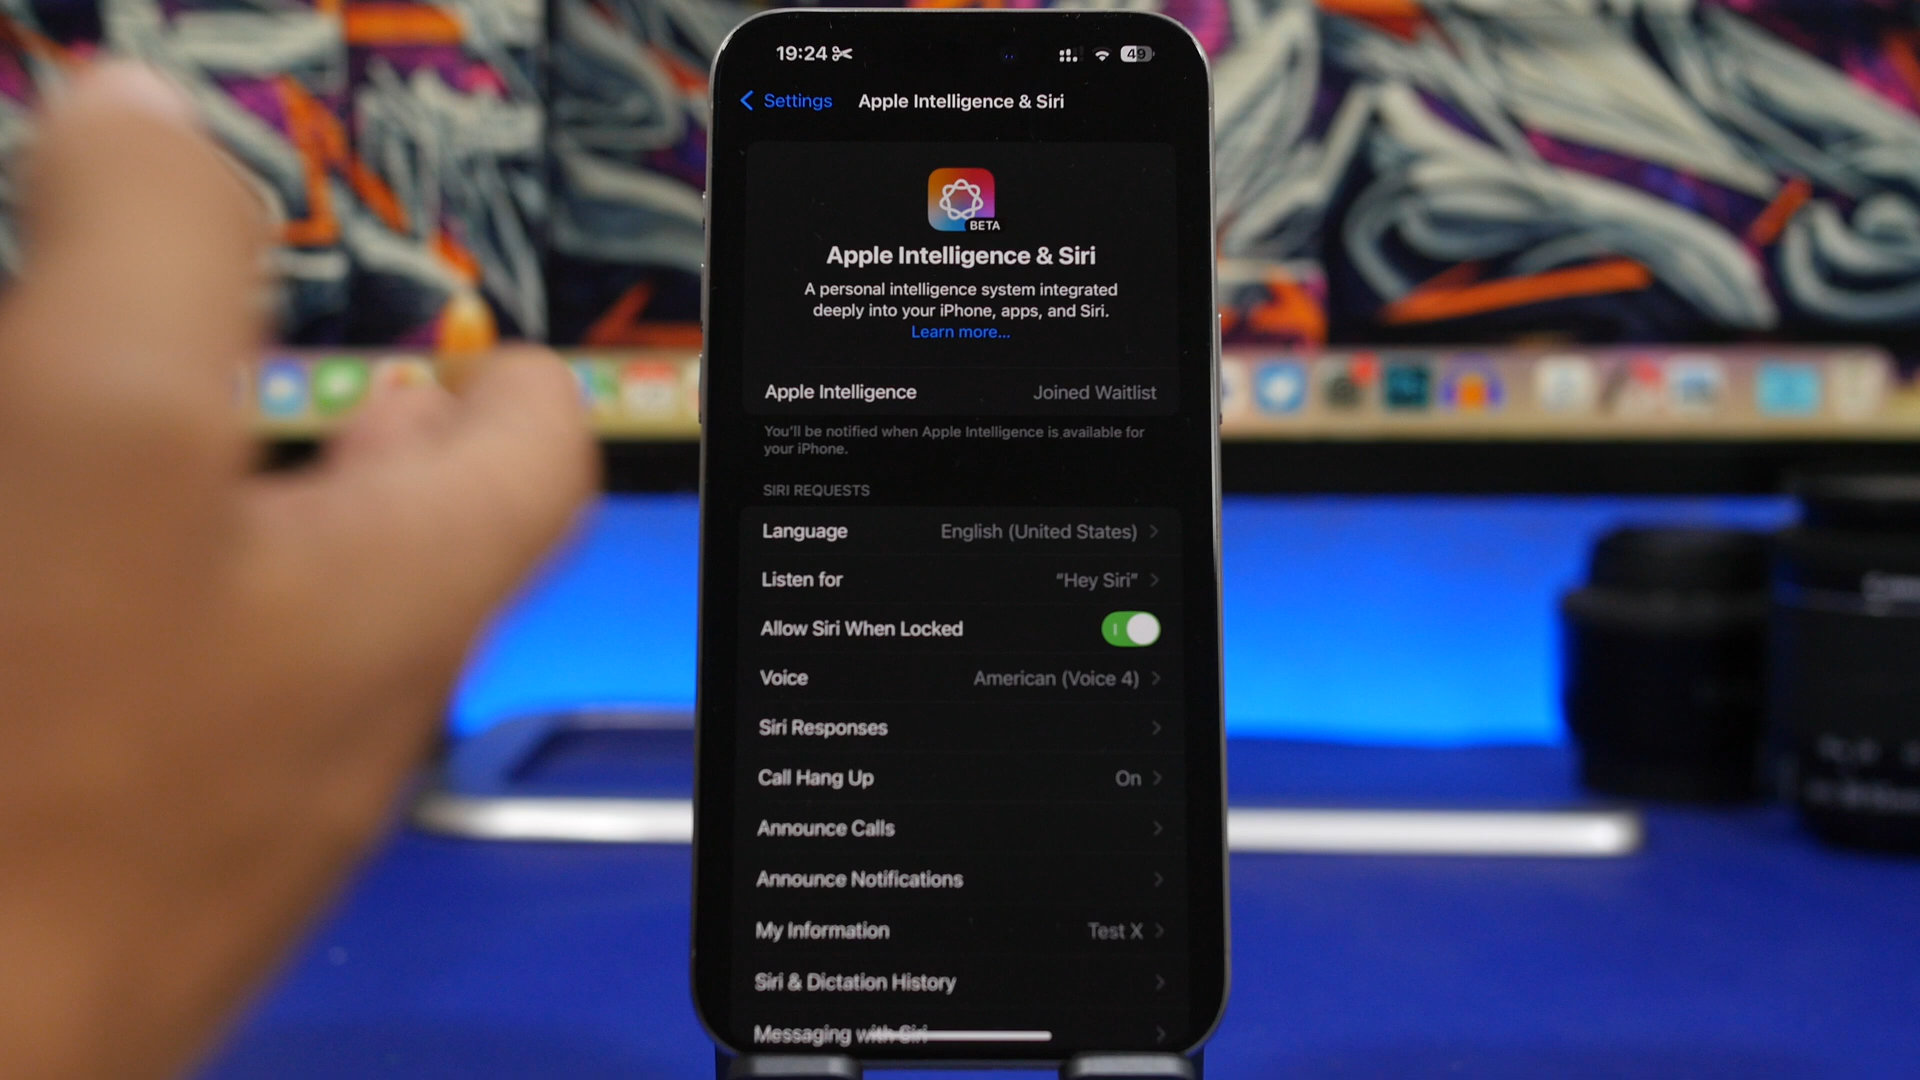 19:24
49
Settings
Apple Intelligence & Siri
BETA
Apple Intelligence & Siri
A personal intelligence system integrated
deeply into your iPhone, apps, and Siri.
Learn more...
Apple Intelligence Joined Waitlist
You'll be notified when Apple Intelligence is available for
your iPhone.
SIRI REQUESTS
Language English (United States)
Listen for “Hey Siri”
Allow Siri When Locked
Voice American (Voice 4)
Siri Responses
Call Hang Up On
Announce Calls
Announce Notifications
My Information Test X
Siri & Dictation History
Messaging with Siri